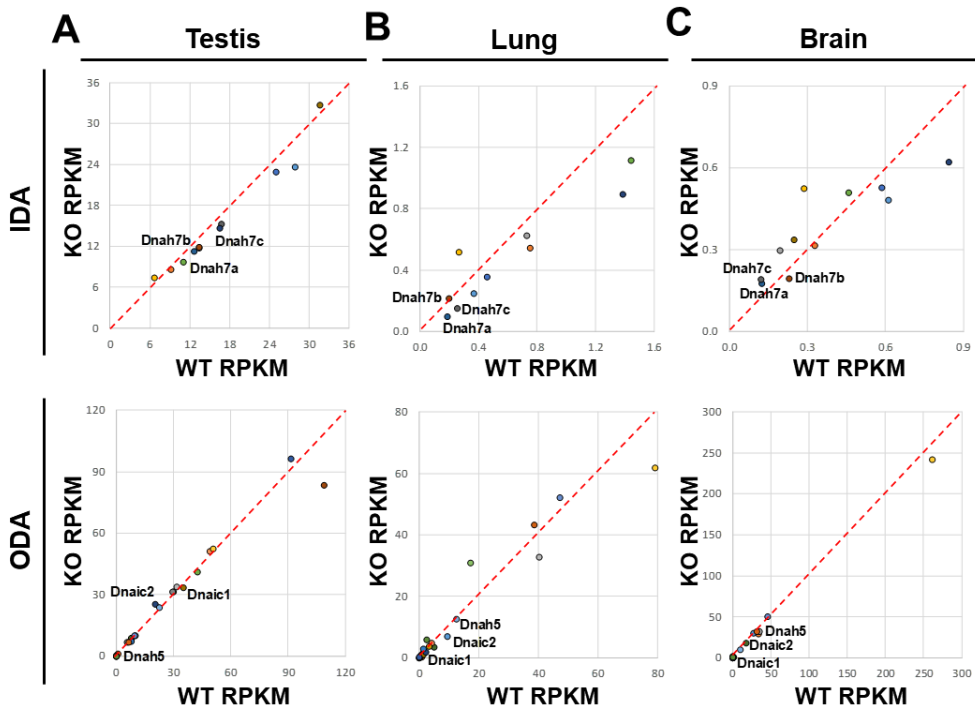 A
Testis
B
Lung
C
Brain
IDA
KO RPKM
36
30
24
18
12
6
0
Dnah7b
Dnah7c
Dnah7a
0
6
12
18
24
30
36
WT RPKM
KO RPKM
1.6
1.2
0.8
0.4
0.0
Dnah7b
Dnah7c
Dnah7a
0.0
0.4
0.8
1.2
1.6
WT RPKM
KO RPKM
0.9
0.6
0.3
0.0
Dnah7c
Dnah7b
Dnah7a
0.0
0.3
0.6
0.9
WT RPKM
ODA
KO RPKM
120
90
60
30
0
Dnaic2
Dnaic1
Dnah5
0
30
60
90
120
WT RPKM
KO RPKM
80
60
40
20
0
Dnah5
Dnaic2
Dnaic1
0
20
40
60
80
WT RPKM
KO RPKM
300
250
200
150
100
50
0
Dnah5
Dnaic2
Dnaic1
0
50
100
150
200
250
300
WT RPKM